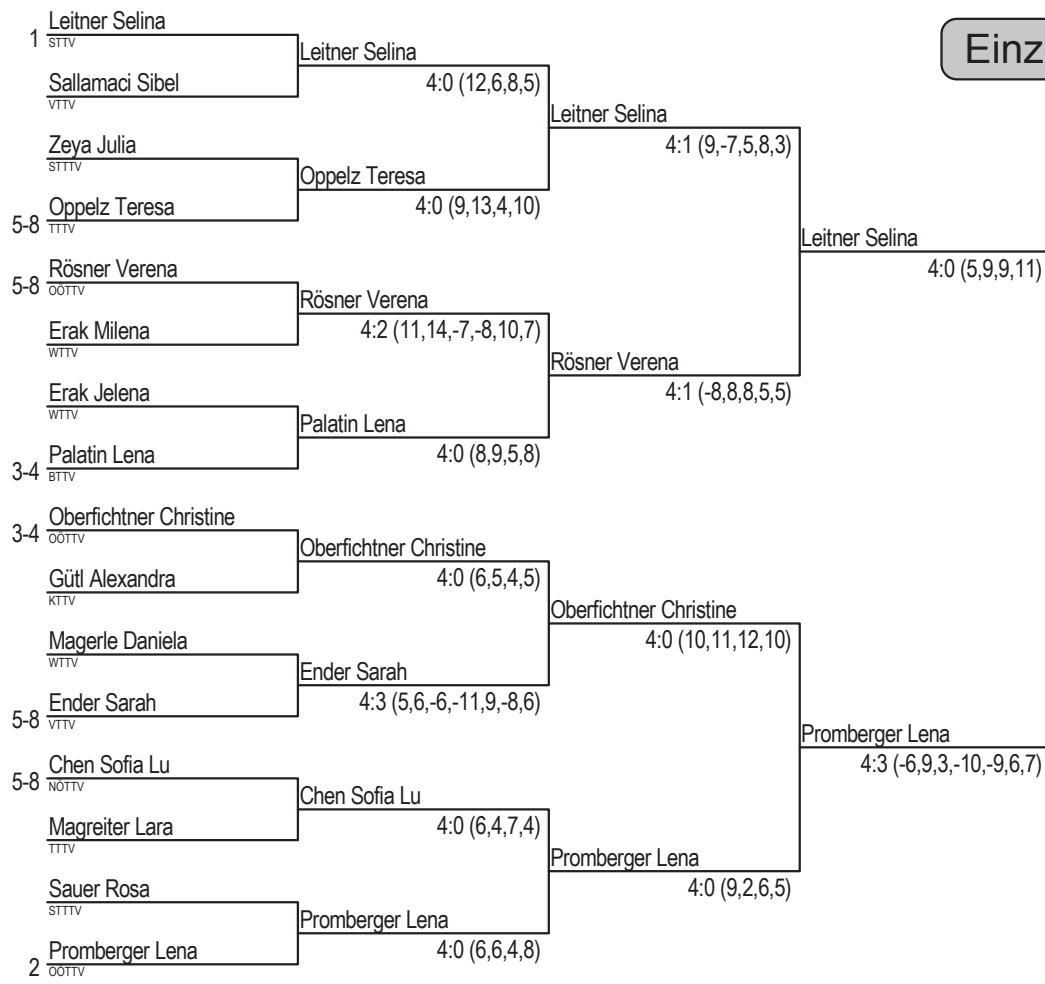 Einz
1 Leitner Selina
STTV
Sallamaci Sibel
VTTV
Zeya Julia
STTTV
5-8 Oppelz Teresa
TTTV
5-8 Rösner Verena
OÖTTV
Erak Milena
WTTV
Erak Jelena
WTTV
3-4 Palatin Lena
BTTV
3-4 Oberfichtner Christine
OÖTTV
Gütl Alexandra
KTTV
Magerle Daniela
WTTV
5-8 Ender Sarah
VTTV
5-8 Chen Sofia Lu
NÖTTV
Magreiter Lara
TTTV
Sauer Rosa
STTTV
2 Promberger Lena
OÖTTV
Leitner Selina
4:0 (12,6,8,5)
Oppelz Teresa
4:0 (9,13,4,10)
Rösner Verena
4:2 (11,14,-7,-8,10,7)
Palatin Lena
4:0 (8,9,5,8)
Oberfichtner Christine
4:0 (6,5,4,5)
Ender Sarah
4:3 (5,6,-6,-11,9,-8,6)
Chen Sofia Lu
4:0 (6,4,7,4)
Promberger Lena
4:0 (6,6,4,8)
Leitner Selina
4:1 (9,-7,5,8,3)
Rösner Verena
4:1 (-8,8,8,5,5)
Oberfichtner Christine
4:0 (10,11,12,10)
Promberger Lena
4:0 (9,2,6,5)
Leitner Selina
4:0 (5,9,9,11)
Promberger Lena
4:3 (-6,9,3,-10,-9,6,7)